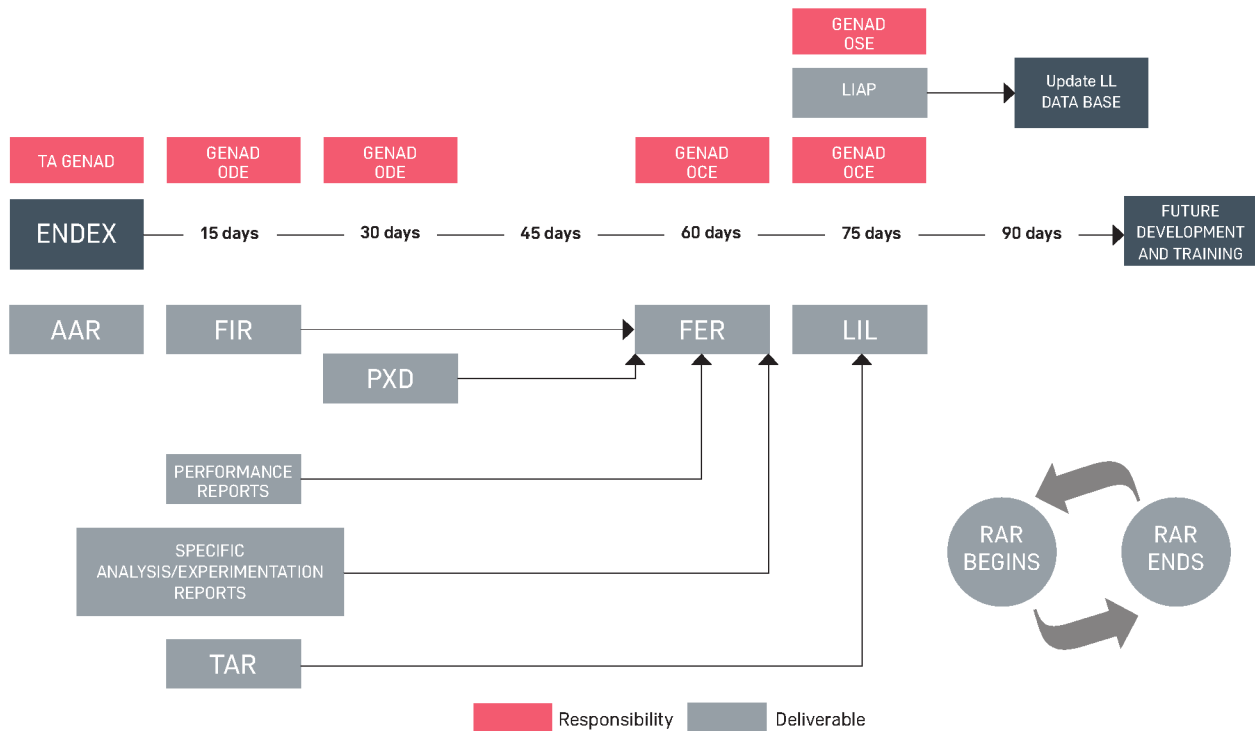 GENAD
OSE
LIAP
Update LL
DATA BASE
TA GENAD
GENAD
ODE
GENAD
ODE
GENAD
OCE
GENAD
OCE
ENDEX
15 days
30 days
45 days
60 days
75 days
90 days
FUTURE
DEVELOPMENT
AND TRAINING
AAR
FIR
FER
LIL
PXD
PERFORMANCE
REPORTS
SPECIFIC
ANALYSIS/EXPERIMENTATION
REPORTS
TAR
RAR
BEGINS
RAR
ENDS
Responsibility
Deliverable